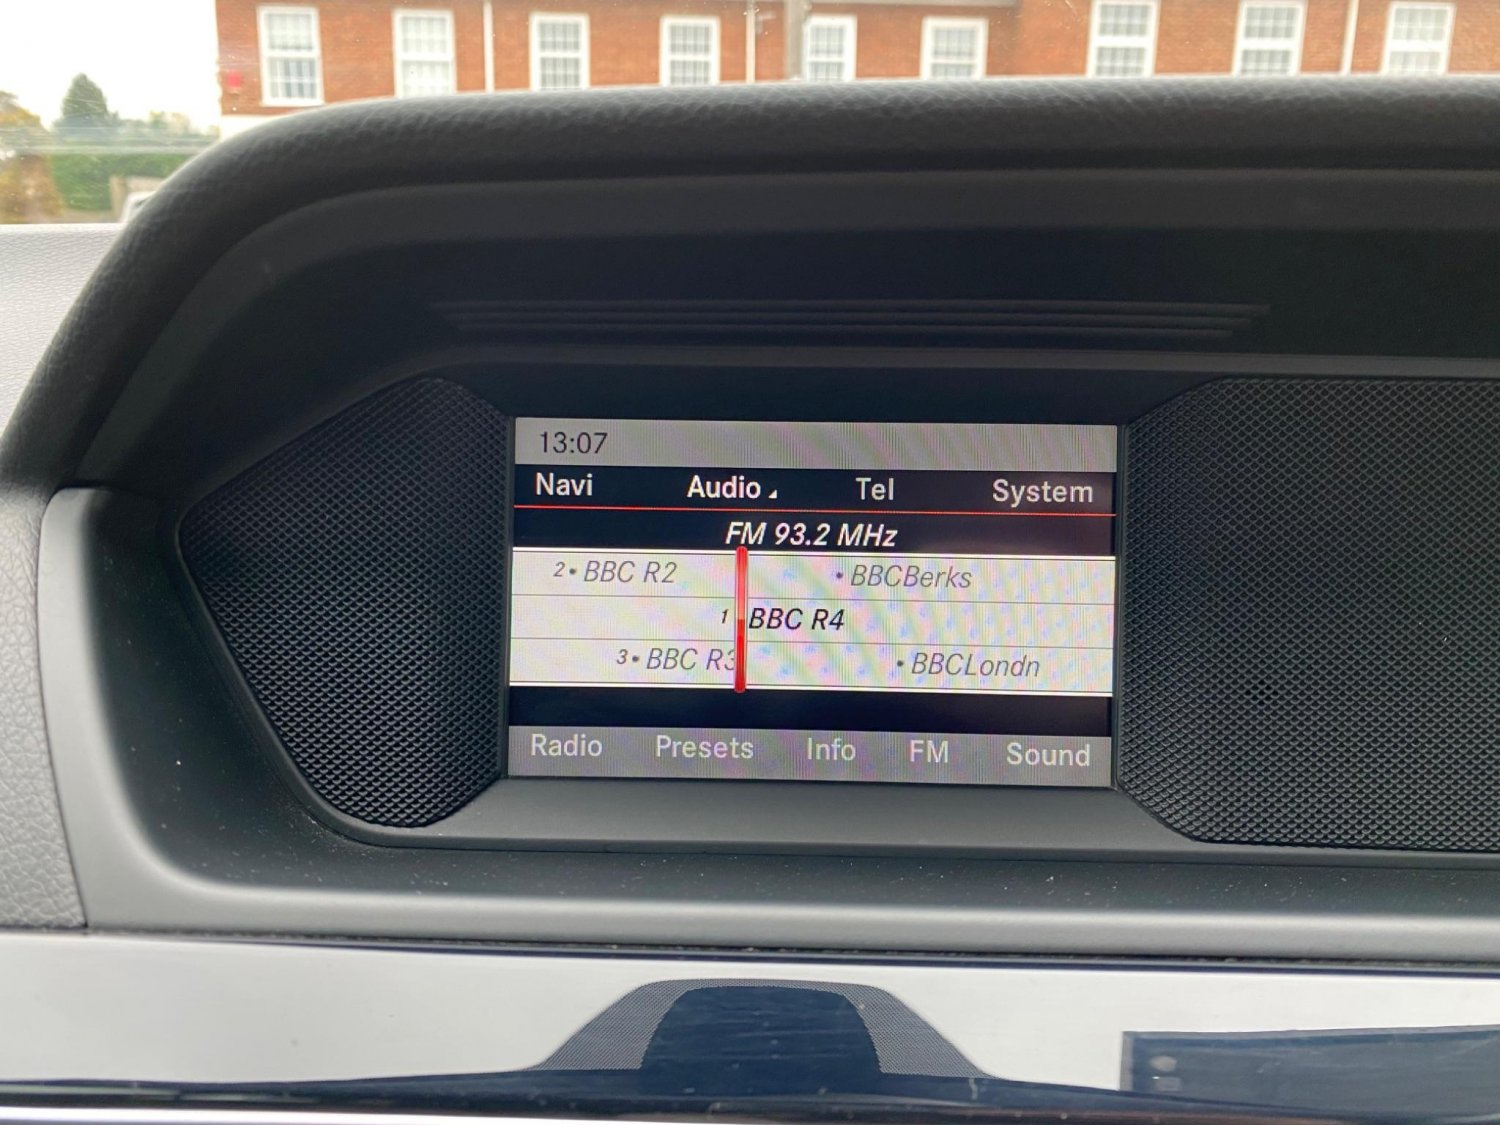 13:07
Navi Audio Tel System
FM 93.2 MHz
2• BBC R2 • BBCBerks
1 BBC R4
3• BBC R3 • BBCLondn
Radio Presets Info FM Sound